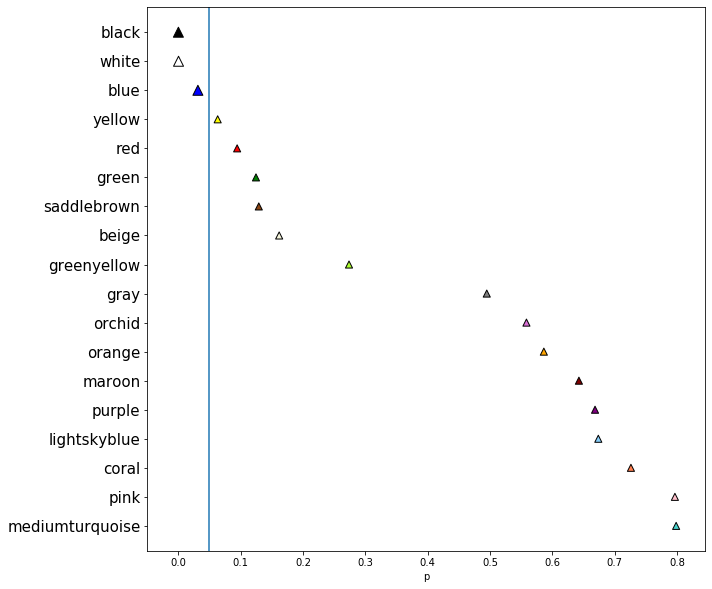 black
white
blue
yellow
red
green
saddlebrown
beige
greenyellow
gray
orchid
orange
maroon
purple
lightskyblue
coral
pink
mediumturquoise
0.0 0.1 0.2 0.3 0.4 0.5 0.6 0.7 0.8
p